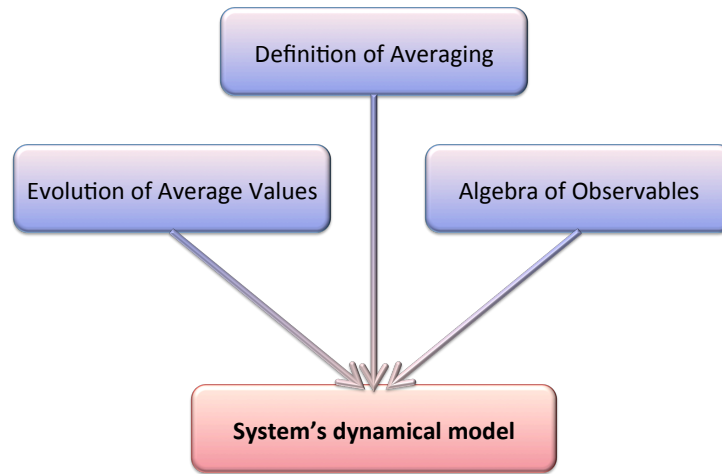 Definition of Averaging
Evolution of Average Values
Algebra of Observables
System’s dynamical model